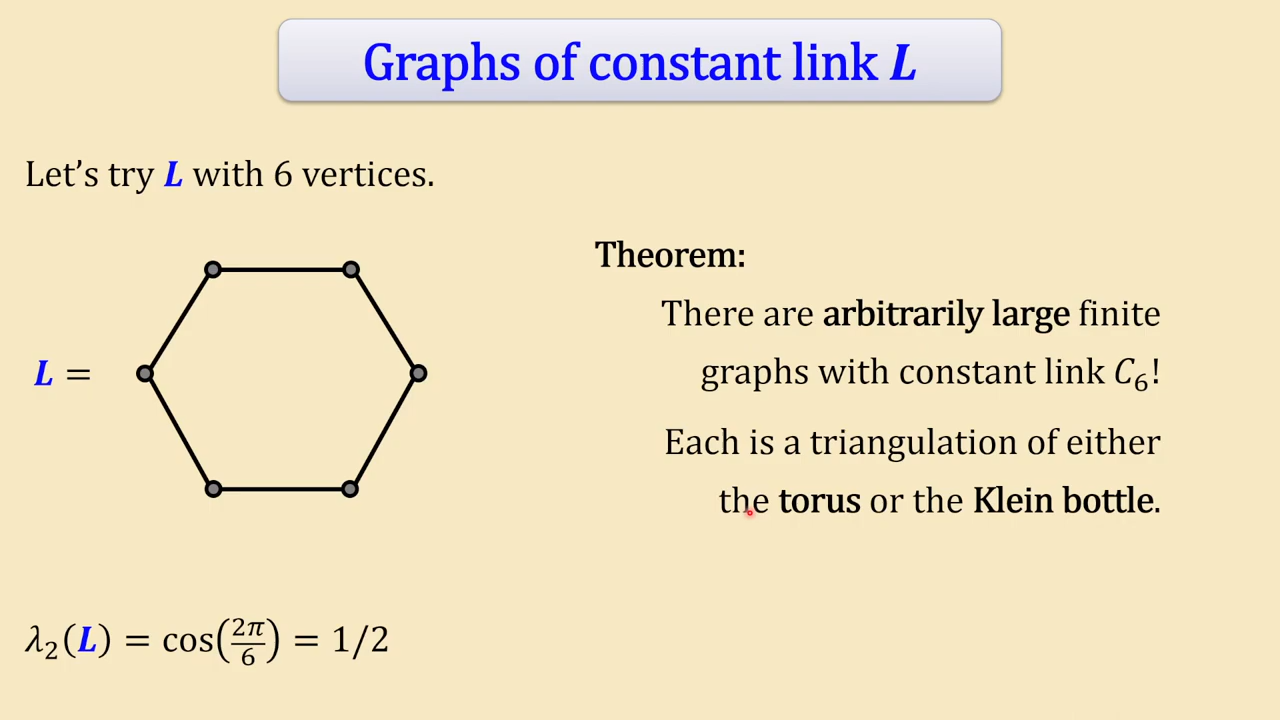 Graphs of constant link L
Let’s try L with 6 vertices.
Theorem:
There are arbitrarily large finite
graphs with constant link C₆!
Each is a triangulation of either
the torus or the Klein bottle.
L =
λ₂(L) = cos(2π/6) = 1/2